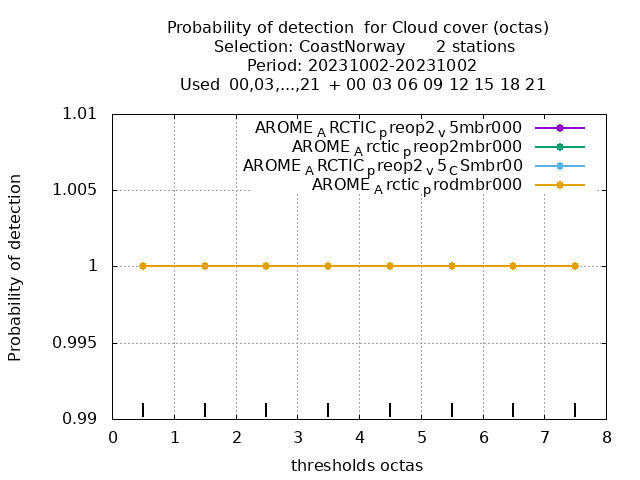 Probability of detection for Cloud cover (octas)
Selection: CoastNorway 2 stations
Period: 20231002-20231002
Used 00,03,...,21 + 00 03 06 09 12 15 18 21
1.01
1.005
1
0.995
0.99
Probability of detection
AROME_ARCTIC_preop2_v5mbr000
AROME_Arctic_preop2mbr000
AROME_ARCTIC_preop2_v5_CSmbr00
AROME_Arctic_prodmbr000
0 1 2 3 4 5 6 7 8
thresholds octas